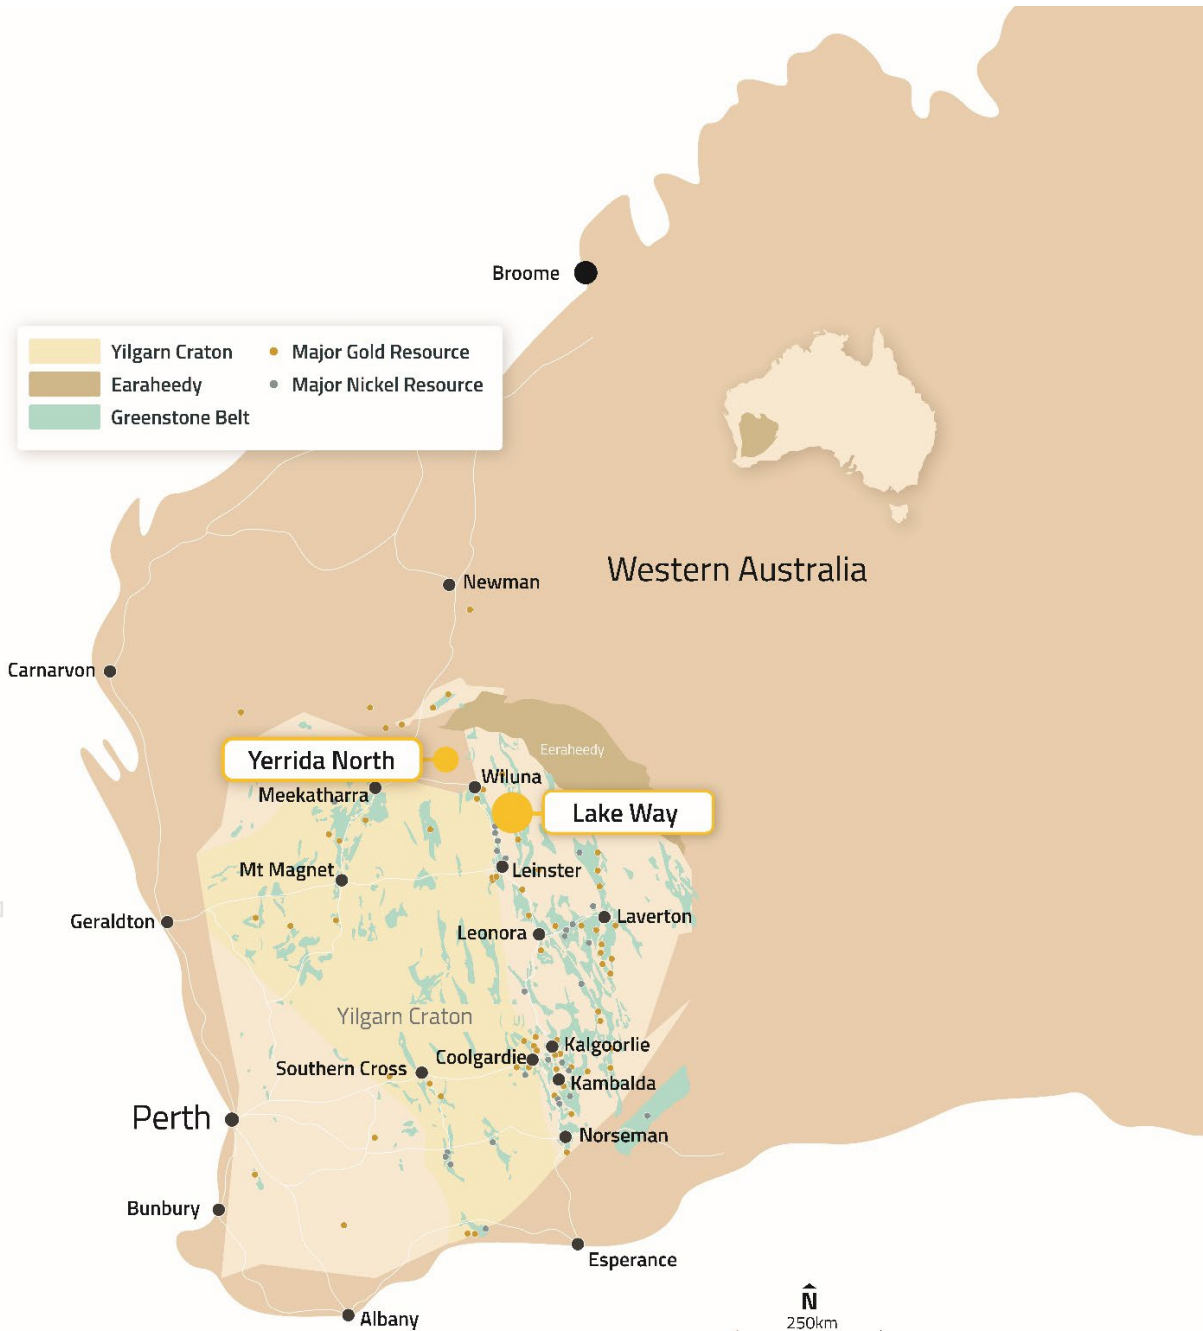 Broome
Yilgarn Craton
Major Gold Resource
Earaheedy
Major Nickel Resource
Greenstone Belt
Western Australia
Newman
Carnarvon
Yerrida North
Eeraheedy
Wiluna
Meekatharra
Lake Way
Mt Magnet
Leinster
Geraldton
Laverton
Leonora
Yilgarn Craton
Kalgoorlie
Coolgardie
Southern Cross
Kambalda
Perth
Norseman
Bunbury
Esperance
N
250km
Albany